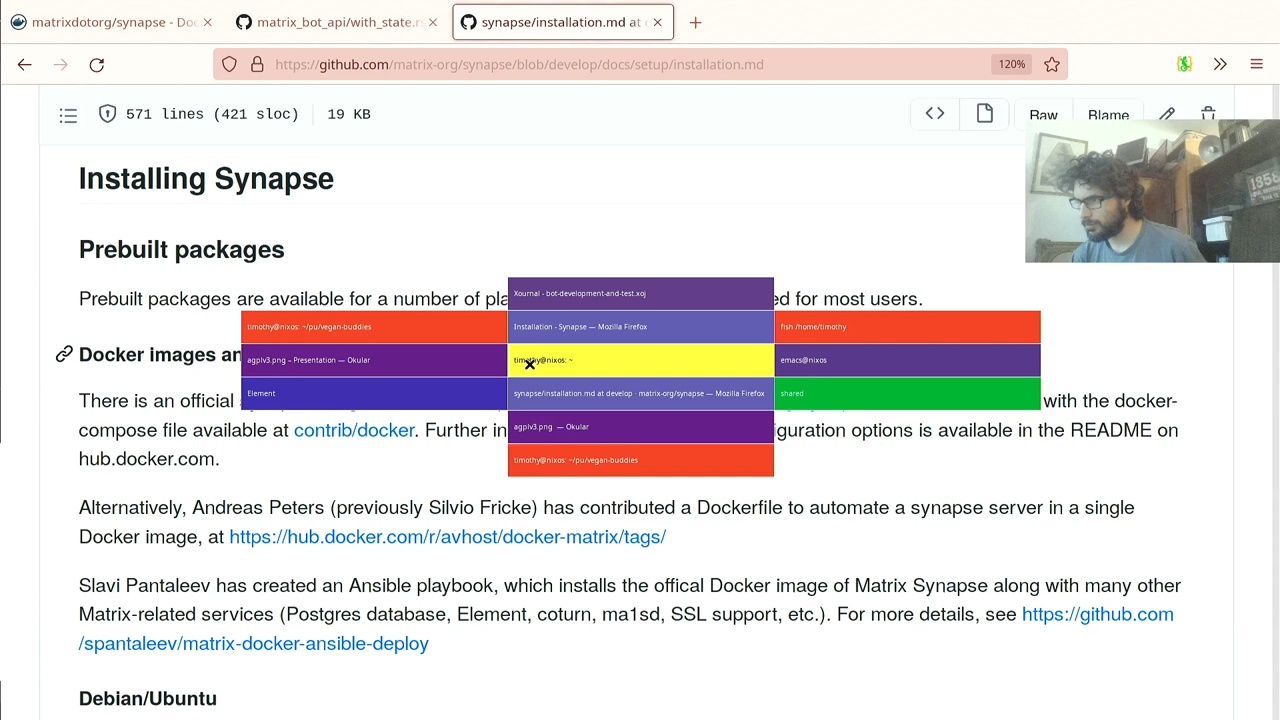 matrixdotorg/synapse - Doc
matrix_bot_api/with_state.rs
synapse/installation.md at
https://github.com/matrix-org/synapse/blob/develop/docs/setup/installation.md
120%
571 lines (421 sloc)
19 KB
Raw
Blame
Installing Synapse
Prebuilt packages
Prebuilt packages are available for a number of pla
ed for most users.
Xournal - bot-development-and-test.xoj
timothy@nixos: ~/pu/vegan-buddies
Installation - Synapse — Mozilla Firefox
fish /home/timothy
Docker images an
agplv3.png – Presentation — Okular
timothy@nixos: ~
emacs@nixos
Element
synapse/installation.md at develop · matrix-org/synapse — Mozilla Firefox
shared
agplv3.png — Okular
timothy@nixos: ~/pu/vegan-buddies
There is an official
with the docker-
compose file available at contrib/docker. Further in
iguration options is available in the README on
hub.docker.com.
Alternatively, Andreas Peters (previously Silvio Fricke) has contributed a Dockerfile to automate a synapse server in a single
Docker image, at https://hub.docker.com/r/avhost/docker-matrix/tags/
Slavi Pantaleev has created an Ansible playbook, which installs the offical Docker image of Matrix Synapse along with many other
Matrix-related services (Postgres database, Element, coturn, ma1sd, SSL support, etc.). For more details, see https://github.com
/spantaleev/matrix-docker-ansible-deploy
Debian/Ubuntu